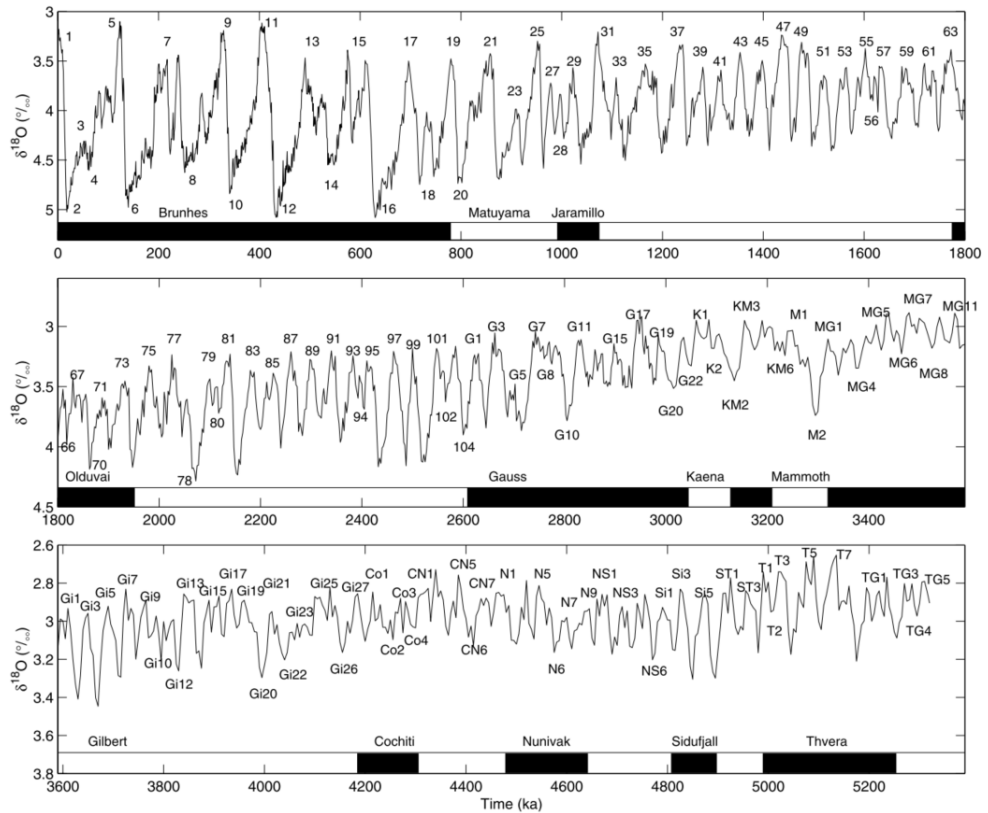 3
3.5
4
4.5
5
δ18O (°/oo)
1 5 7 9 11 13 15 17 19 21 23 25 27 29 31 33 35 37 39 41 43 45 47 49 51 53 55 57 59 61 63
3 4 2 6 8 10 12 14 16 18 20 28 56
Brunhes Matuyama Jaramillo
0 200 400 600 800 1000 1200 1400 1600 1800
3
3.5
4
4.5
δ18O (°/oo)
67 71 73 75 77 79 81 83 85 87 89 91 93 95 97 99 101 G1 G3 G5 G7 G11 G15 G17 G19 K1 KM3 M1 MG1 MG5 MG7 MG11
66 70 78 80 94 102 104 G8 G10 G20 G22 K2 KM2 KM6 M2 MG4 MG6 MG8
Olduvai Gauss Kaena Mammoth
1800 2000 2200 2400 2600 2800 3000 3200 3400
2.6
2.8
3
3.2
3.4
3.6
3.8
δ18O (°/oo)
Gi1 Gi3 Gi5 Gi7 Gi9 Gi13 Gi15 Gi17 Gi19 Gi21 Gi23 Gi25 Gi27 Co1 Co3 CN1 CN5 CN7 N1 N5 N7 N9 NS1 NS3 Si1 Si3 Si5 ST1 ST3 T1 T3 T5 T7 TG1 TG3 TG5
Gi10 Gi12 Gi20 Gi22 Gi26 Co2 Co4 CN6 N6 NS6 T2 TG4
Gilbert Cochiti Nunivak Sidufjall Thvera
3600 3800 4000 4200 4400 4600 4800 5000 5200
Time (ka)